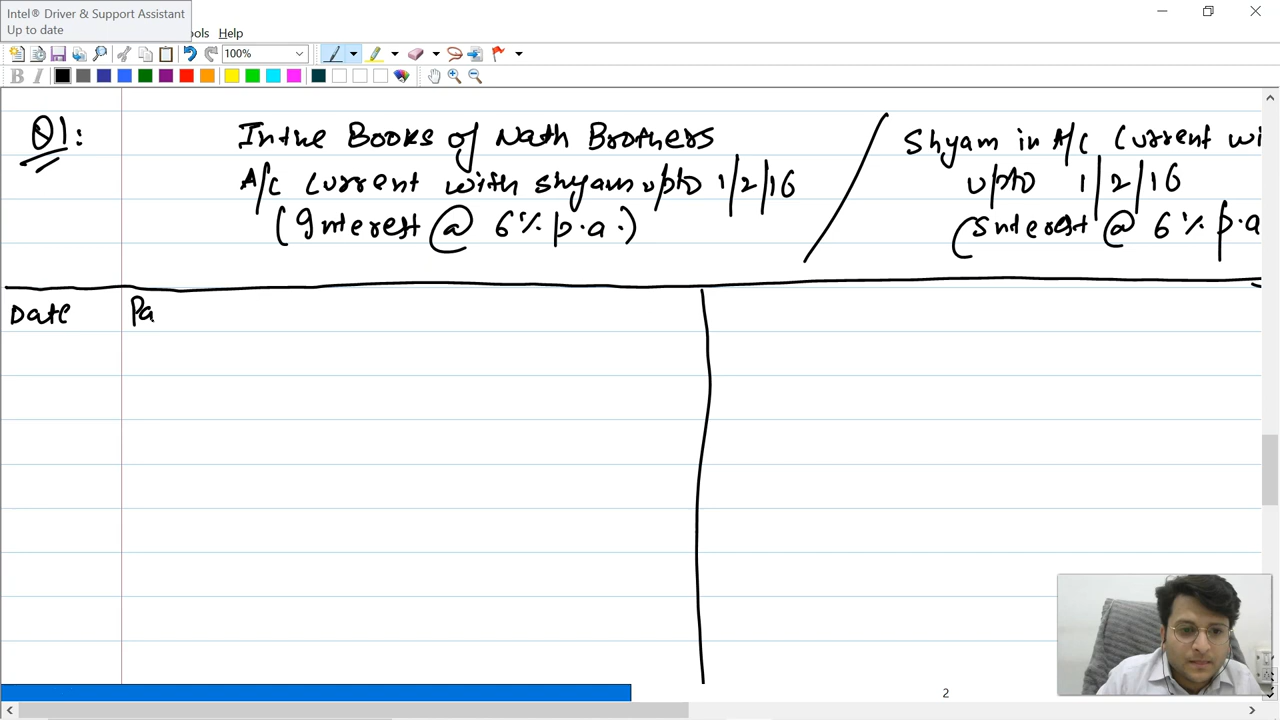 Intel® Driver & Support Assistant
Up to date
ols Help
100%
Q1:
In the Books of Nath Brothers
A/c Current with Shyam upto 1/2/16
(Interest @ 6% p.a.)
Shyam in A/c Current wi
upto 1/2/16
(Interest @ 6% p.a
Date Pa
2